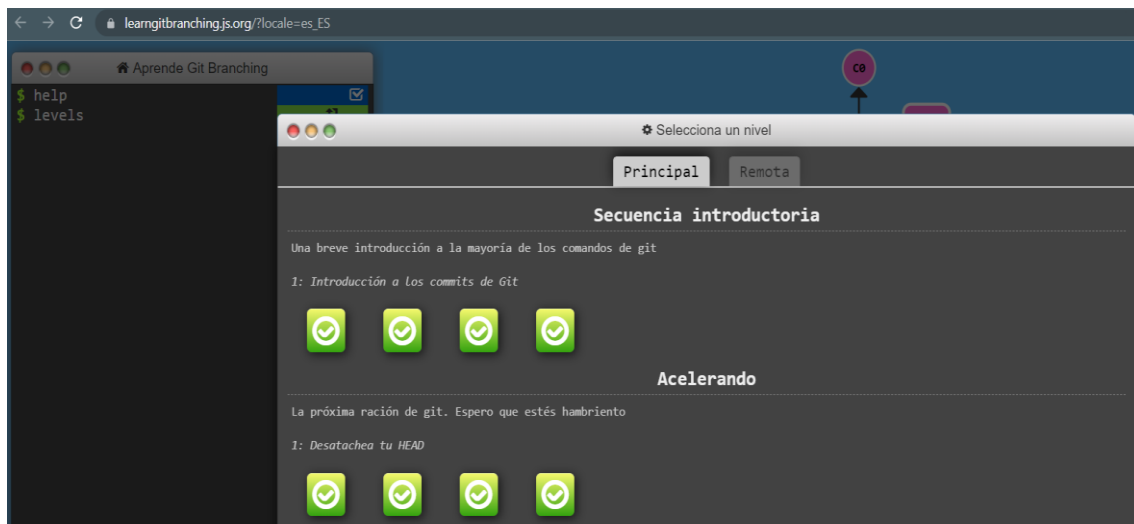 learngitbranching.js.org/?locale=es_ES
Aprende Git Branching
$ help
$ levels
C0
Selecciona un nivel
Principal Remota
Secuencia introductoria
Una breve introducción a la mayoría de los comandos de git
1: Introducción a los commits de Git
Acelerando
La próxima ración de git. Espero que estés hambriento
1: Desatachea tu HEAD